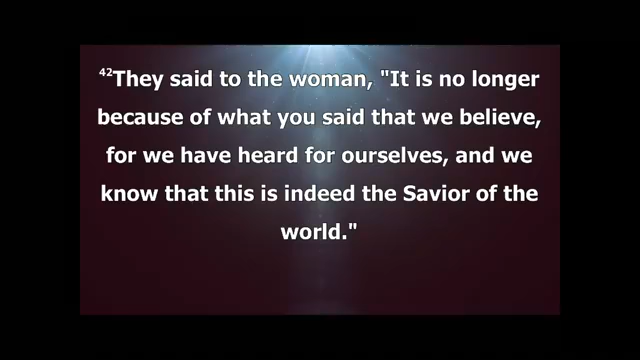 42They said to the woman, "It is no longer
because of what you said that we believe,
for we have heard for ourselves, and we
know that this is indeed the Savior of the
world."